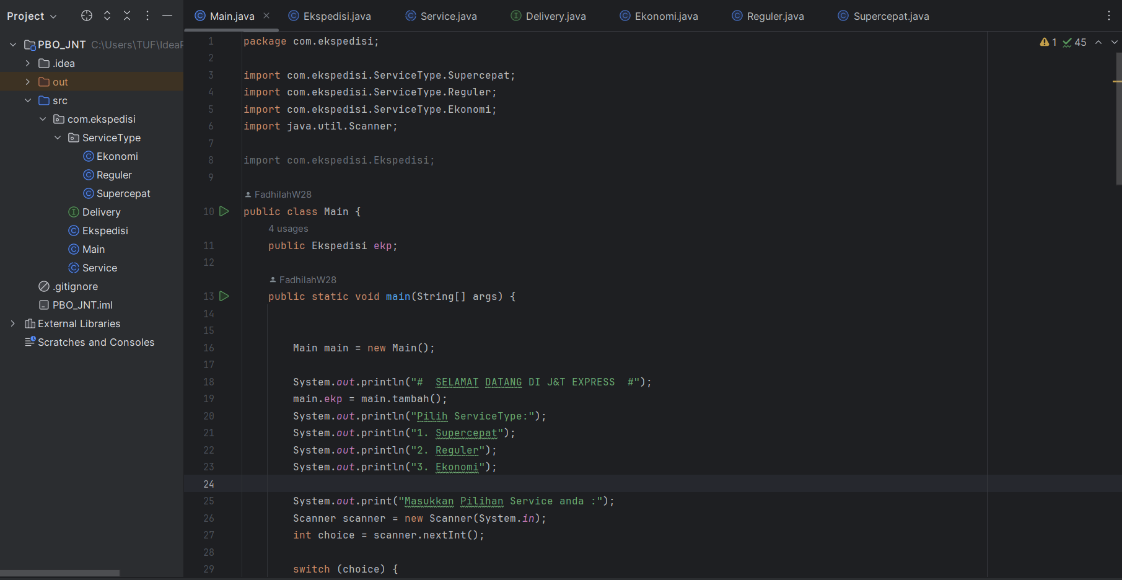 Project
Main.java
Ekspedisi.java
Service.java
Delivery.java
Ekonomi.java
Reguler.java
Supercepat.java
PBO_JNT C:\Users\TUF\IdeaP
.idea
out
src
com.ekspedisi
ServiceType
Ekonomi
Reguler
Supercepat
Delivery
Ekspedisi
Main
Service
.gitignore
PBO_JNT.iml
External Libraries
Scratches and Consoles
1 45
1 package com.ekspedisi;
2
3 import com.ekspedisi.ServiceType.Supercepat;
4 import com.ekspedisi.ServiceType.Reguler;
5 import com.ekspedisi.ServiceType.Ekonomi;
6 import java.util.Scanner;
7
8 import com.ekspedisi.Ekspedisi;
9
FadhilahW28
10 public class Main {
4 usages
11 public Ekspedisi ekp;
12
FadhilahW28
13 public static void main(String[] args) {
14
15
16 Main main = new Main();
17
18 System.out.println("#  SELAMAT DATANG DI J&T EXPRESS  #");
19 main.ekp = main.tambah();
20 System.out.println("Pilih ServiceType:");
21 System.out.println("1. Supercepat");
22 System.out.println("2. Reguler");
23 System.out.println("3. Ekonomi");
24
25 System.out.print("Masukkan Pilihan Service anda :");
26 Scanner scanner = new Scanner(System.in);
27 int choice = scanner.nextInt();
28
29 switch (choice) {